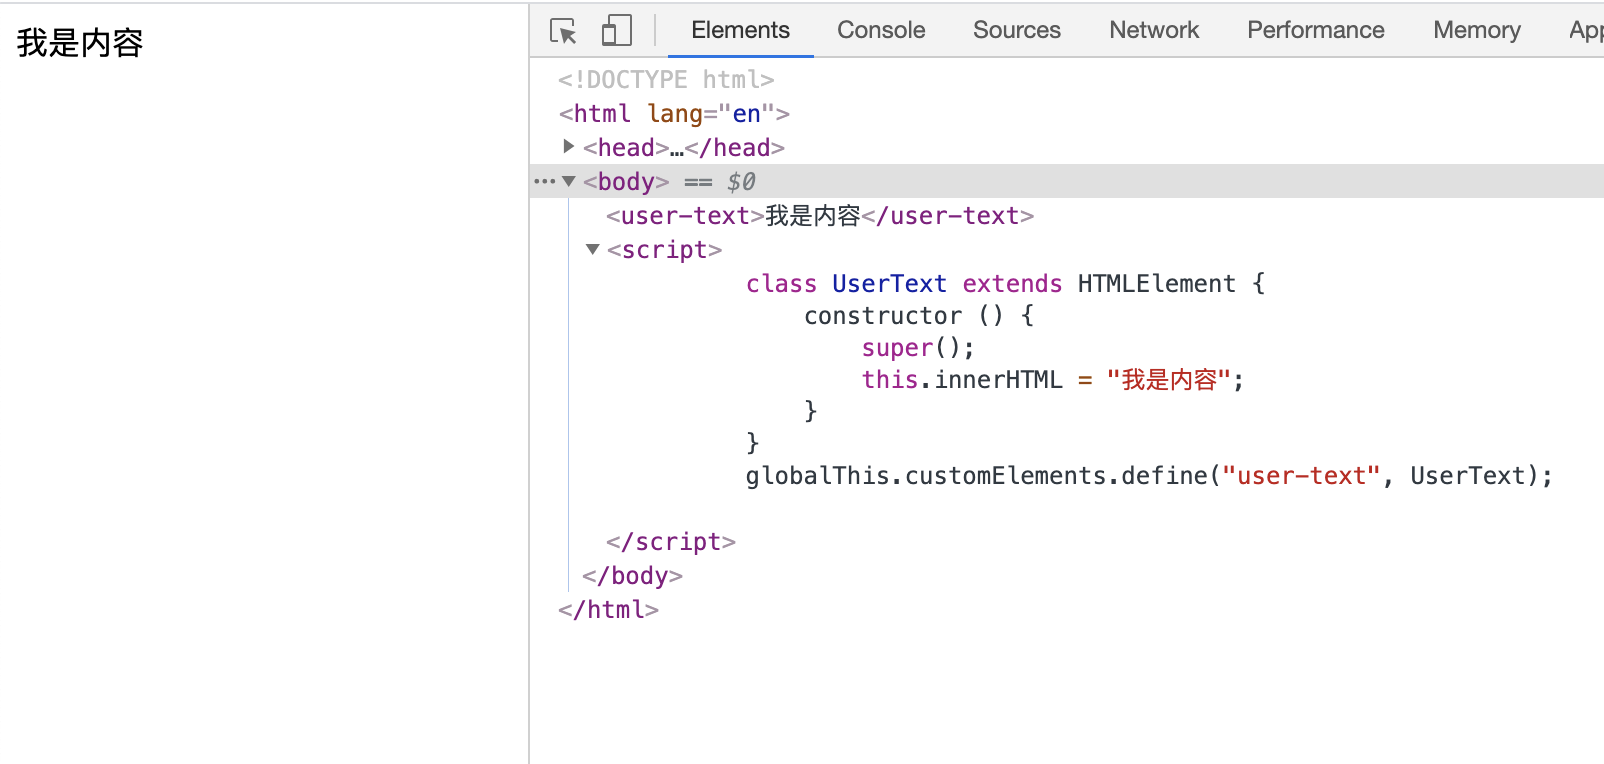 我是内容
Elements Console Sources Network Performance Memory App
<!DOCTYPE html>
<html lang="en">
<head>…</head>
<body> == $0
<user-text>我是内容</user-text>
<script>
class UserText extends HTMLElement {
constructor () {
super();
this.innerHTML = "我是内容";
}
}
globalThis.customElements.define("user-text", UserText);
</script>
</body>
</html>